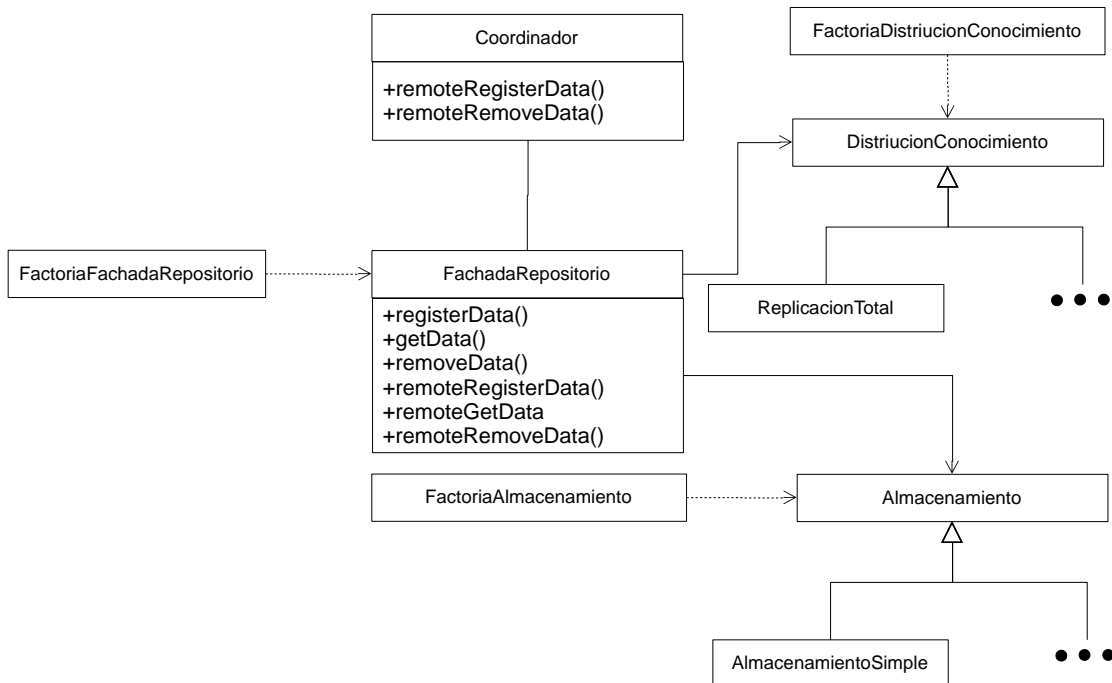 Coordinador
+remoteRegisterData()
+remoteRemoveData()
FactoriaDistriucionConocimiento
DistriucionConocimiento
FactoriaFachadaRepositorio
FachadaRepositorio
+registerData()
+getData()
+removeData()
+remoteRegisterData()
+remoteGetData
+remoteRemoveData()
ReplicacionTotal
FactoriaAlmacenamiento
Almacenamiento
AlmacenamientoSimple